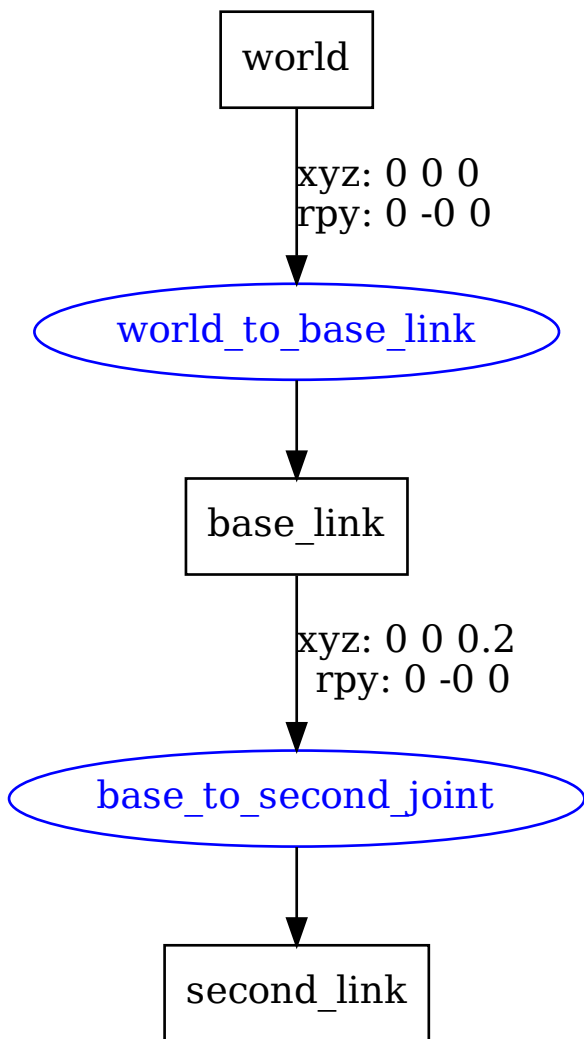 world
xyz: 0 0 0
rpy: 0 -0 0
world_to_base_link
base_link
xyz: 0 0 0.2
rpy: 0 -0 0
base_to_second_joint
second_link